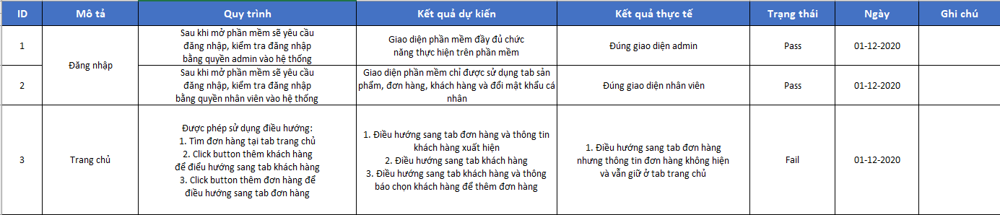 ID Mô tả Quy trình Kết quả dự kiến Kết quả thực tế Trạng thái Ngày Ghi chú
1
Đăng nhập
Sau khi mở phần mềm sẽ yêu cầu
đăng nhập, kiểm tra đăng nhập
bằng quyền admin vào hệ thống
Giao diện phần mềm đầy đủ chức
năng thực hiện trên phần mềm
Đúng giao diện admin
Pass
01-12-2020
2
Sau khi mở phần mềm sẽ yêu cầu
đăng nhập, kiểm tra đăng nhập
bằng quyền nhân viên vào hệ thống
Giao diện phần mềm chỉ được sử dụng tab sản
phẩm, đơn hàng, khách hàng và đổi mật khẩu cá
nhân
Đúng giao diện nhân viên
Pass
01-12-2020
3
Trang chủ
Được phép sử dụng điều hướng:
1. Tìm đơn hàng tại tab trang chủ
2. Click button thêm khách hàng
để điểu hướng sang tab khách hàng
3. Click button thêm đơn hàng để
điều hướng sang tab đơn hàng
1. Điều hướng sang tab đơn hàng và thông tin
khách hàng xuất hiện
2. Điều hướng sang tab khách hàng
3. Điều hướng sang tab khách hàng và thông
báo chọn khách hàng để thêm đơn hàng
1. Điều hướng sang tab đơn hàng
nhưng thông tin đơn hàng không hiện
và vẫn giữ ở tab trang chủ
Fail
01-12-2020